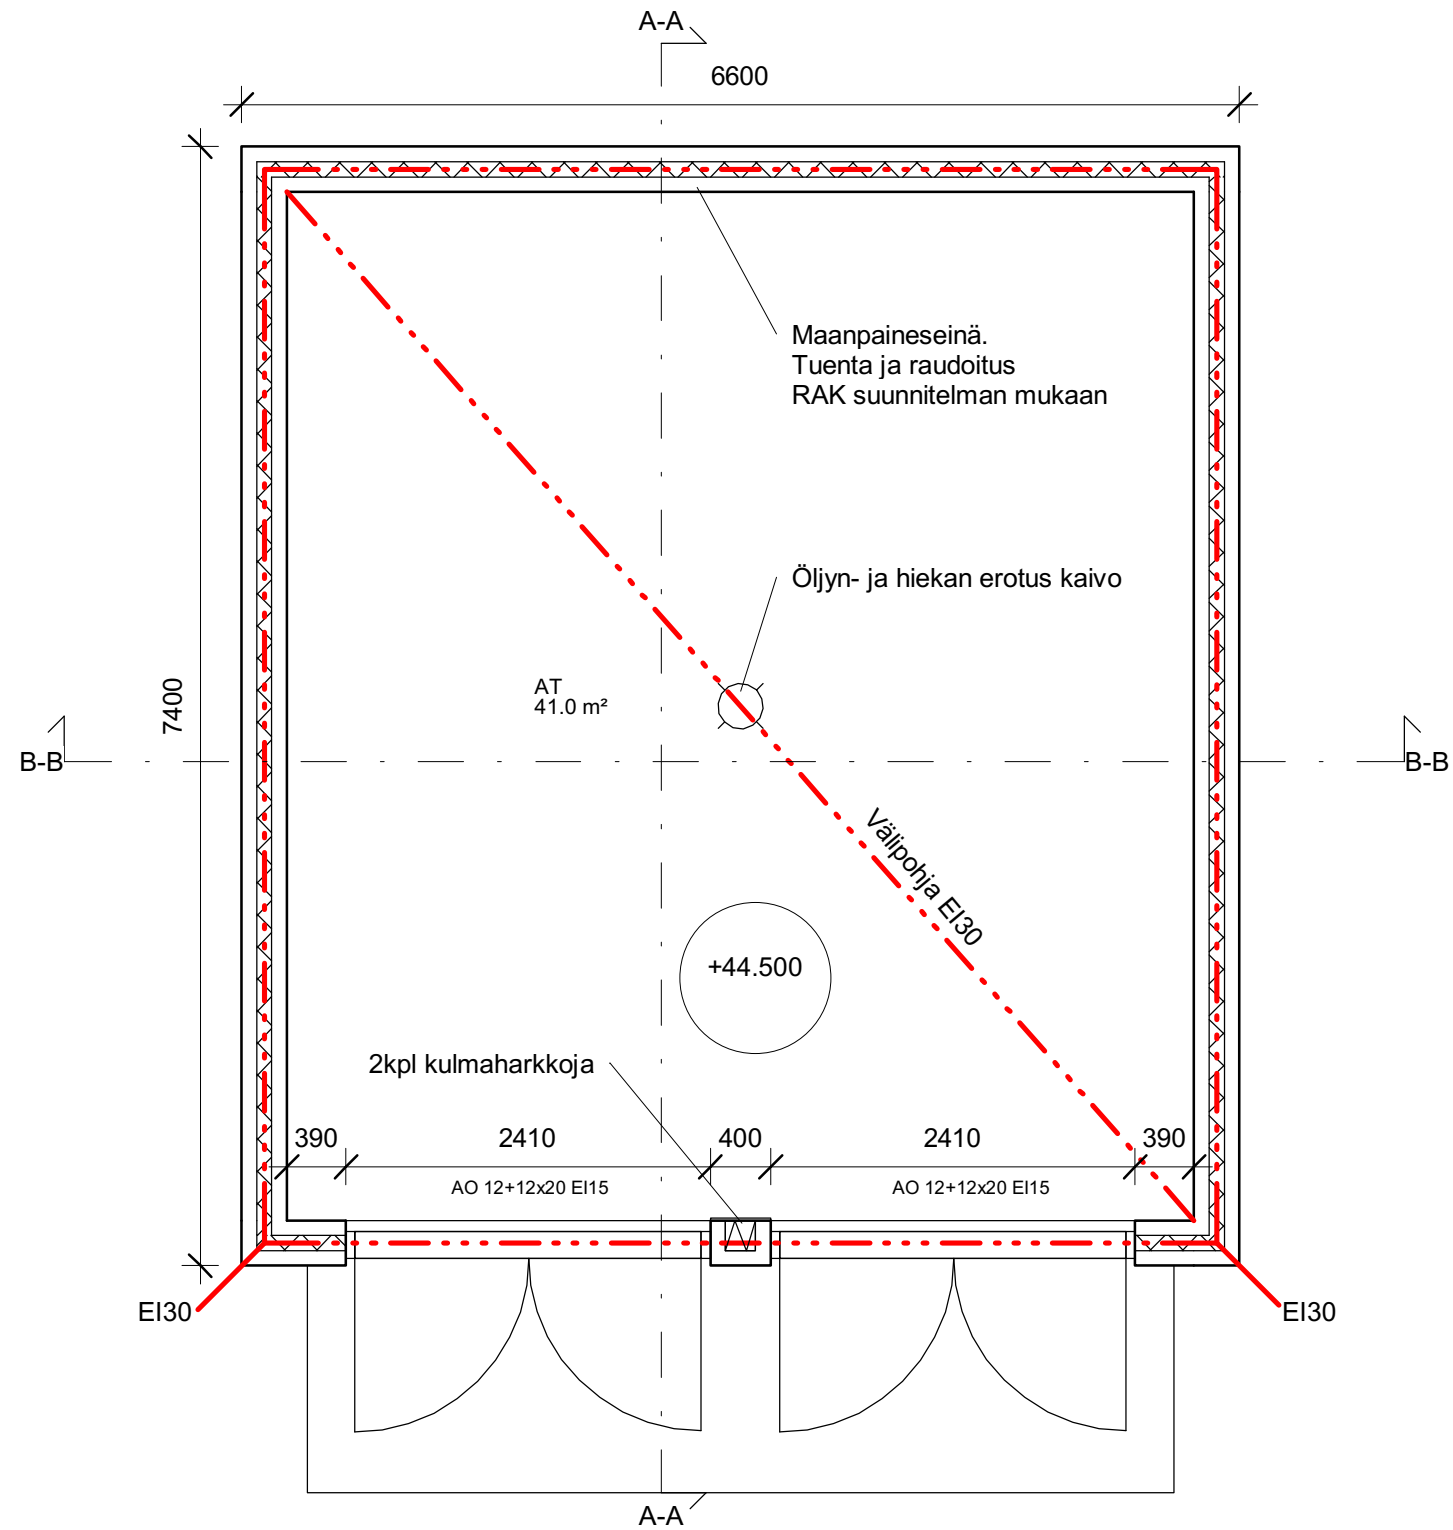 A-A
6600
Maanpaineseinä.
Tuenta ja raudoitus
RAK suunnitelman mukaan
Öljyn- ja hiekan erotus kaivo
AT
41.0 m²
7400
B-B
B-B
Välipohja EI30
+44.500
2kpl kulmaharkkoja
390
2410
400
2410
390
AO 12+12x20 EI15
AO 12+12x20 EI15
EI30
EI30
A-A